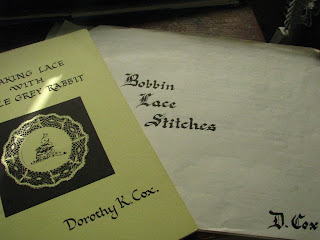 AKING LACE
WITH
LE GREY RABBIT
Dorothy K. Cox.
Bobbin
Lace
Stitches
D. Cox